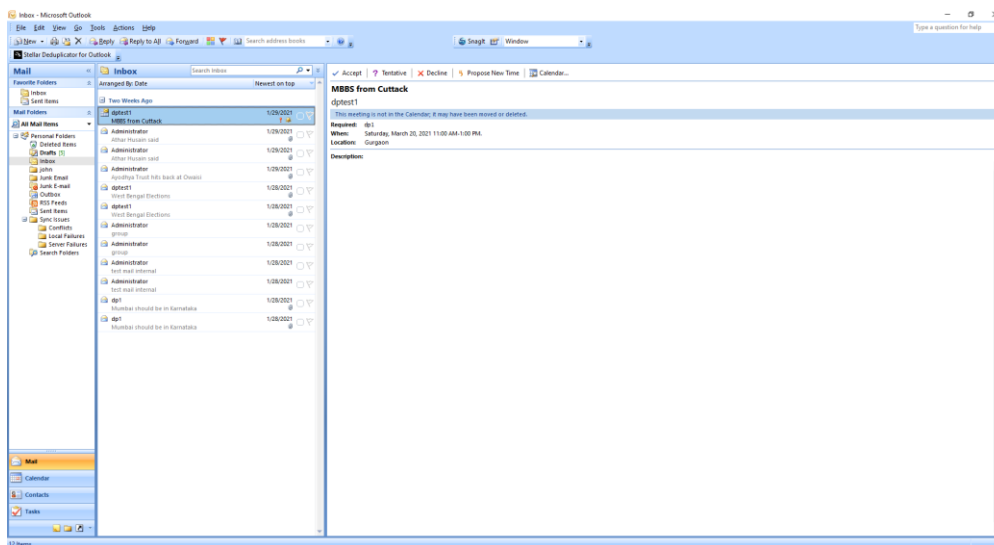 Inbox - Microsoft Outlook
File Edit View Go Tools Actions Help
Type a question for help
New Reply Reply to All Forward Search address books Snagit Window
Stellar Deduplicator for Outlook
Mail
Favorite Folders
Inbox
Sent Items
Mail Folders
All Mail Items
Personal Folders
Deleted Items
Drafts
Inbox
john
Junk Email
Junk E-mail
Outbox
RSS Feeds
Sent Items
Sync Issues
Conflicts
Local Failures
Server Failures
Search Folders
Mail
Calendar
Contacts
Tasks
12 Items
Inbox Search Inbox
Arranged By: Date Newest on top
Two Weeks Ago
dptest1 1/29/2021
MBBS from Cuttack
Administrator 1/29/2021
Athar Husain said
Administrator 1/29/2021
Athar Husain said
Administrator 1/29/2021
Ayodhya Trust hits back at Owaisi
dptest1 1/28/2021
West Bengal Elections
dptest1 1/28/2021
West Bengal Elections
Administrator 1/28/2021
group
Administrator 1/28/2021
group
Administrator 1/28/2021
test mail internal
Administrator 1/28/2021
test mail internal
dp1 1/28/2021
Mumbai should be in Karnataka
dp1 1/28/2021
Mumbai should be in Karnataka
Accept ? Tentative Decline Propose New Time Calendar...
MBBS from Cuttack
dptest1
This meeting is not in the Calendar; it may have been moved or deleted.
Required: dp1
When: Saturday, March 20, 2021 11:00 AM-1:00 PM.
Location: Gurgaon
Description: